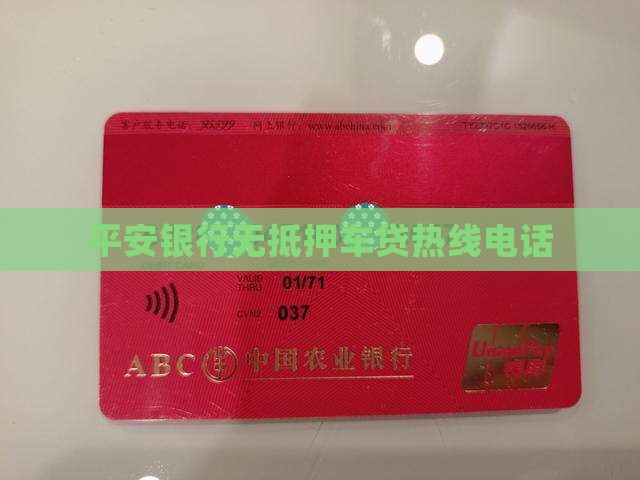 客户服务电话：95599 网上银行：www.abchina.com
平安银行无抵押车贷热线电话
DEBIT CARD
VALID THRU 01/71
CVN2 037
ABC 中国农业银行
UnionPay
银联